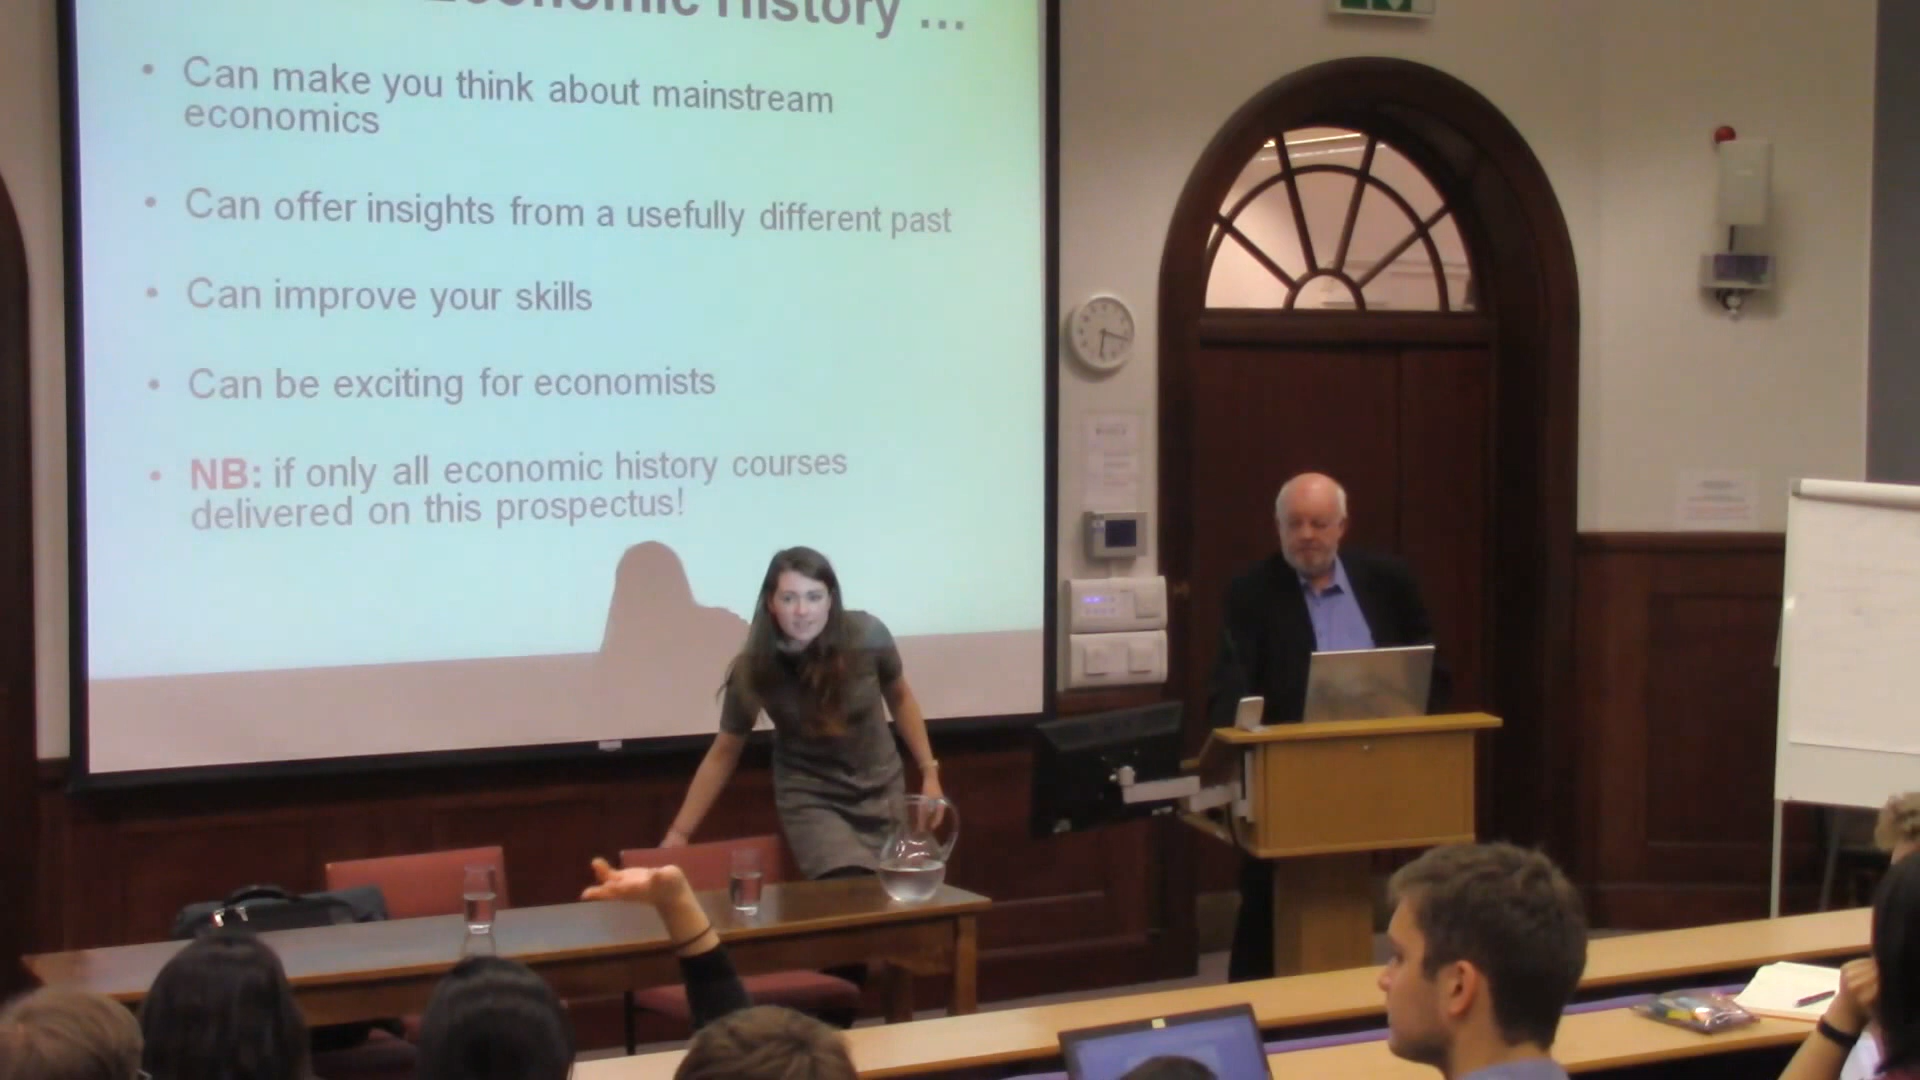 Economic History ...
• Can make you think about mainstream
economics
• Can offer insights from a usefully different past
• Can improve your skills
• Can be exciting for economists
• NB: if only all economic history courses
delivered on this prospectus!